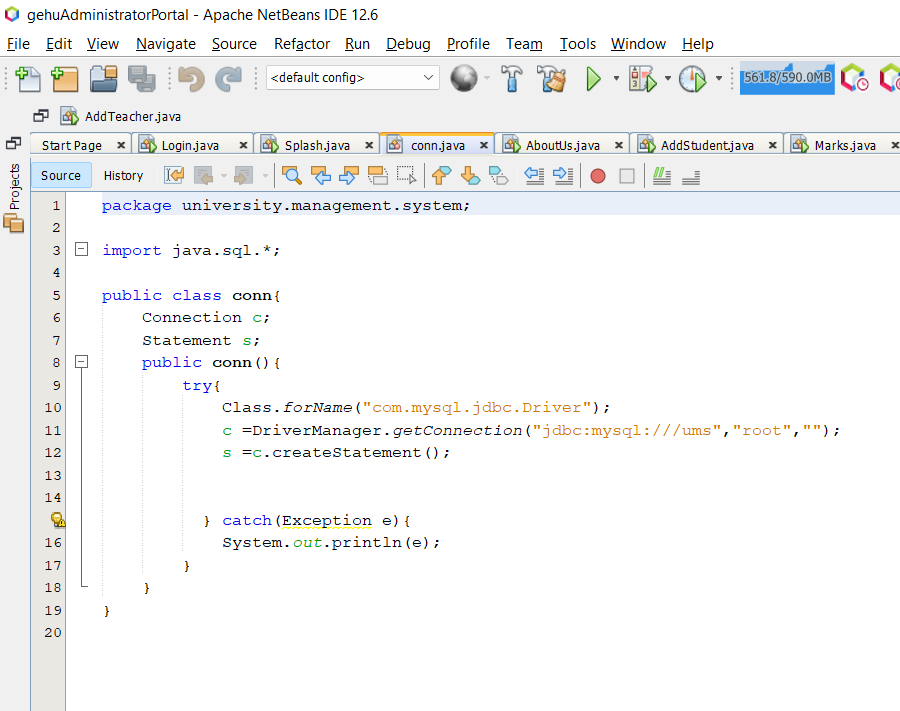 gehuAdministratorPortal - Apache NetBeans IDE 12.6
File Edit View Navigate Source Refactor Run Debug Profile Team Tools Window Help
<default config> 561.8/590.0MB
AddTeacher.java
Start Page Login.java Splash.java conn.java AboutUs.java AddStudent.java Marks.java
Projects
Source History
1 package university.management.system;
2
3 import java.sql.*;
4
5 public class conn{
6 Connection c;
7 Statement s;
8 public conn(){
9 try{
10 Class.forName("com.mysql.jdbc.Driver");
11 c =DriverManager.getConnection("jdbc:mysql:///ums","root","");
12 s =c.createStatement();
13
14
} catch(Exception e){
16 System.out.println(e);
17 }
18 }
19 }
20